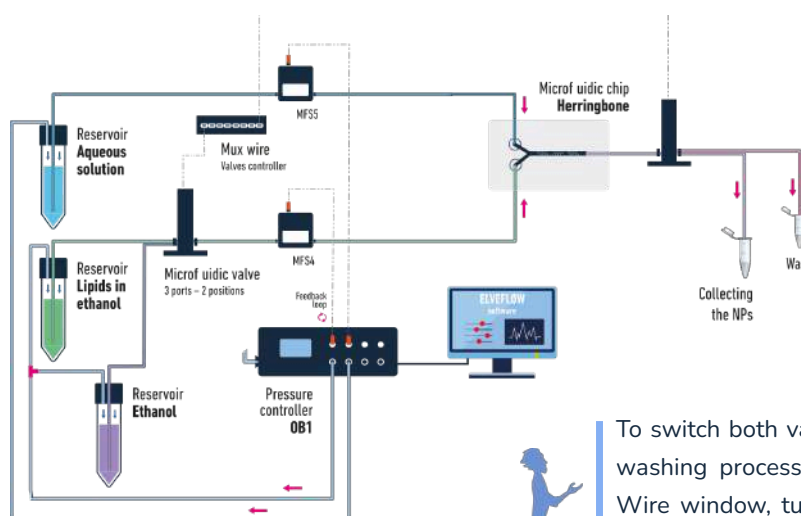 MFS5
Microf uidic chip
Herringbone
Reservoir
Aqueous
solution
Mux wire
Valves controller
MFS4
Microf uidic valve
3 ports – 2 positions
Reservoir
Lipids in
ethanol
Feedback
loop
ELVEFLOW
software
Collecting
the NPs
Reservoir
Ethanol
Pressure
controller
OB1
To switch both
washing process
Wire window,